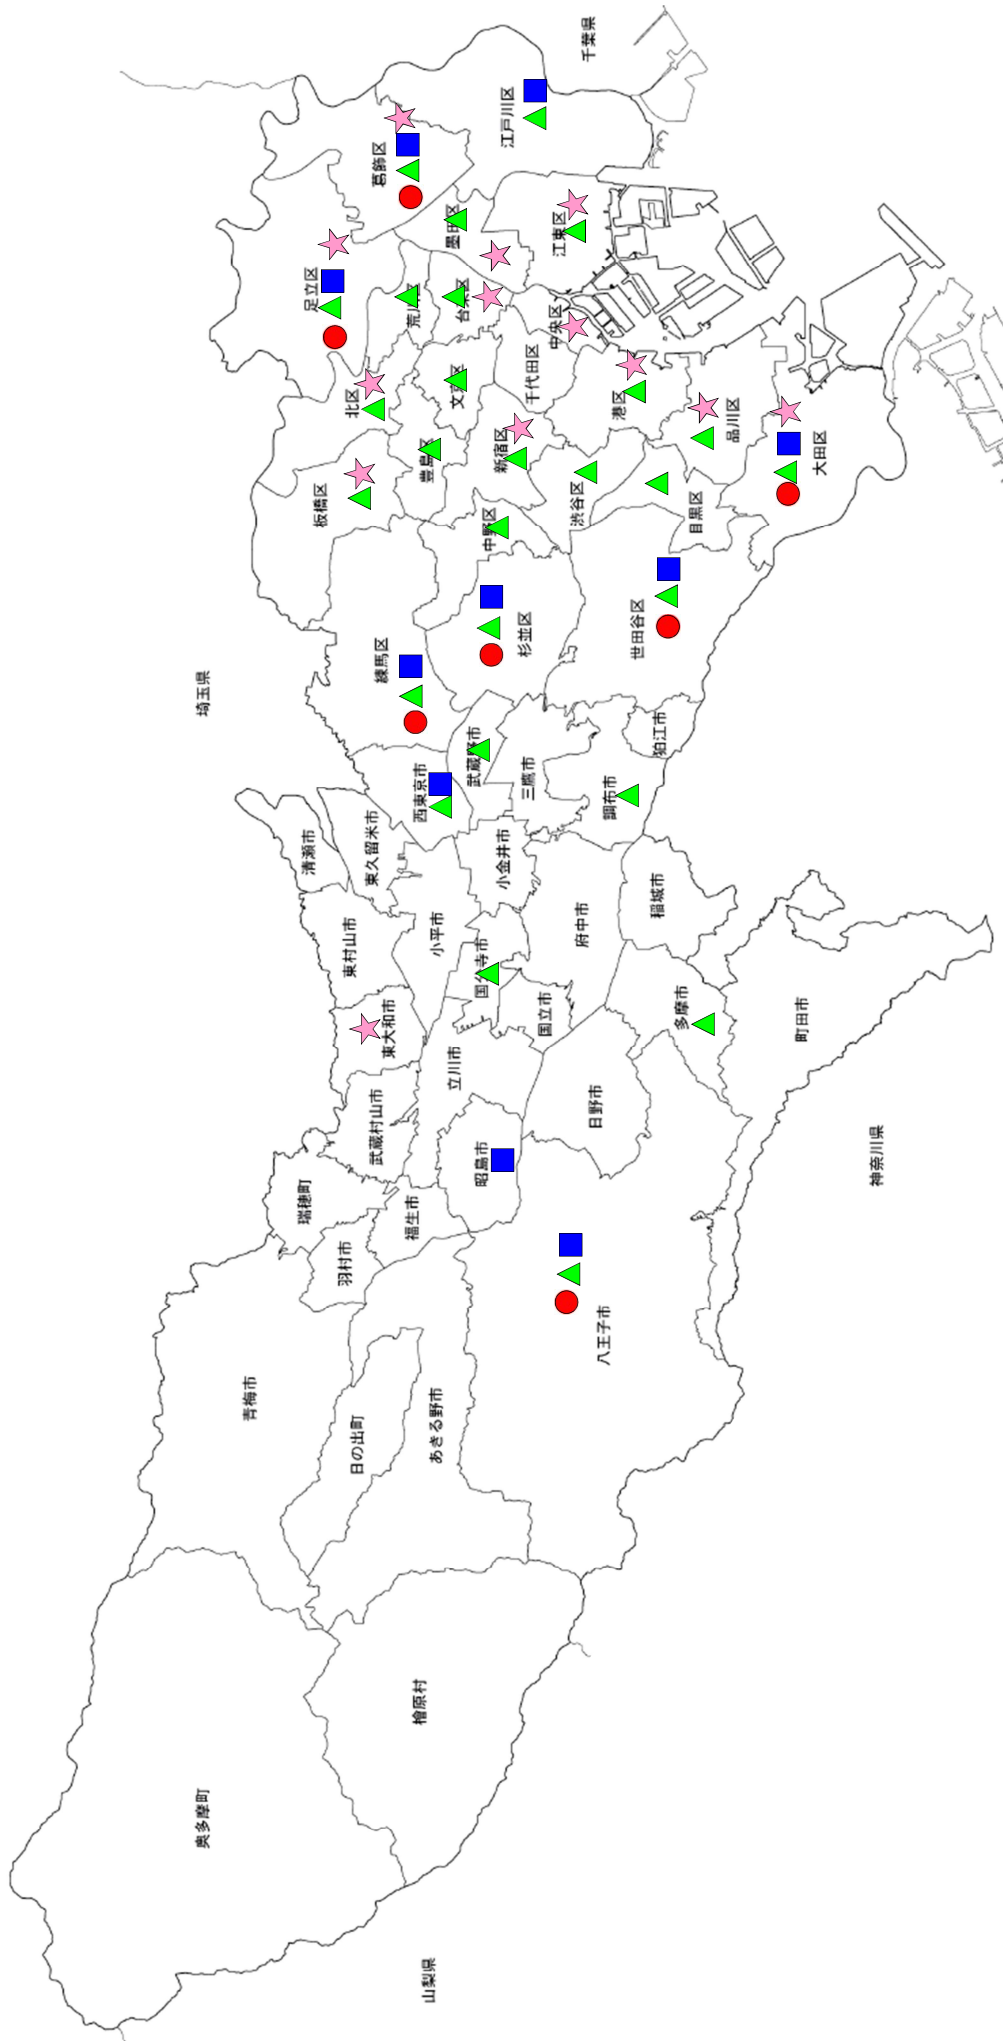 埼玉県
千葉県
神奈川県
山梨県
奥多摩町
檜原村
青梅市
日の出町
あきる野市
八王子市
瑞穂町
羽村市
福生市
昭島市
武蔵村山市
立川市
日野市
東大和市
東村山市
国分寺市
国立市
多摩市
町田市
小平市
府中市
稲城市
清瀬市
東久留米市
小金井市
西東京市
武蔵野市
三鷹市
調布市
狛江市
練馬区
杉並区
世田谷区
板橋区
中野区
豊島区
新宿区
渋谷区
目黒区
北区
文京区
千代田区
港区
品川区
大田区
足立区
荒川区
台東区
中央区
墨田区
江東区
葛飾区
江戸川区